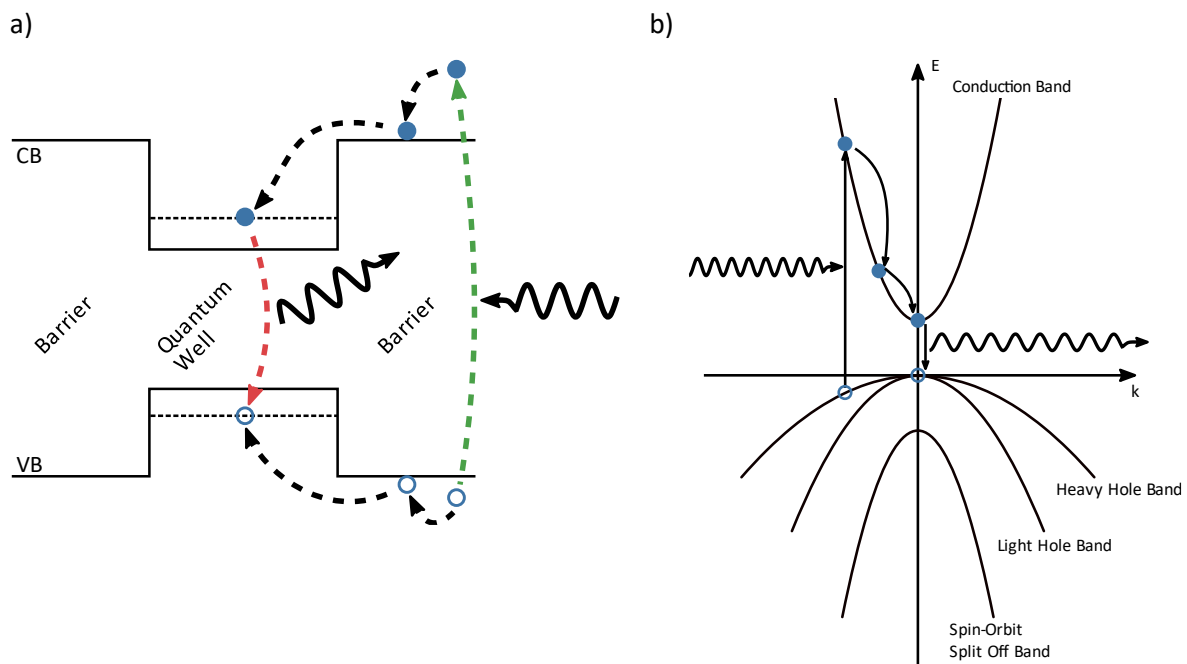 a)
CB
Barrier
Quantum
Well
Barrier
VB
b)
E
Conduction Band
k
Heavy Hole Band
Light Hole Band
Spin-Orbit
Split Off Band